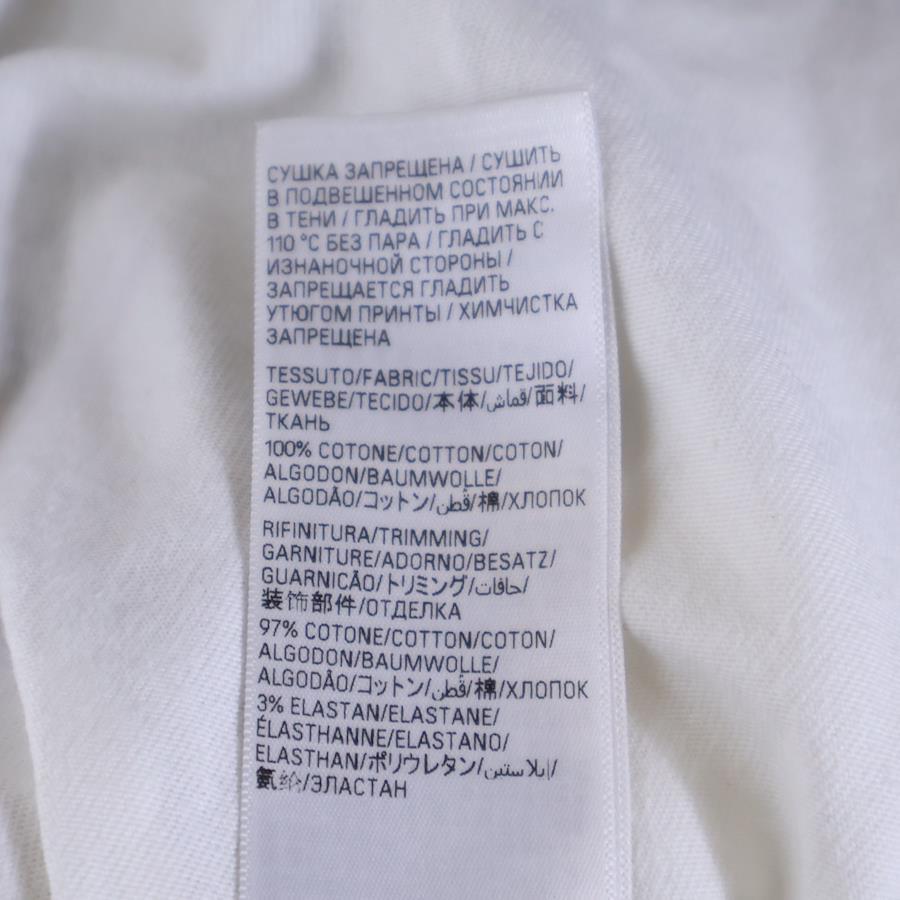 СУШКА ЗАПРЕЩЕНА / СУШИТЬ
В ПОДВЕШЕННОМ СОСТОЯНИИ
В ТЕНИ / ГЛАДИТЬ ПРИ МАКС.
110 °C БЕЗ ПАРА / ГЛАДИТЬ С
ИЗНАНОЧНОЙ СТОРОНЫ /
ЗАПРЕЩАЕТСЯ ГЛАДИТЬ
УТЮГОМ ПРИНТЫ / ХИМЧИСТКА
ЗАПРЕЩЕНА
TESSUTO/FABRIC/TISSU/TEJIDO/
GEWEBE/TECIDO/本体/قماش/面料/
ТКАНЬ
100% COTONE/COTTON/COTON/
ALGODON/BAUMWOLLE/
ALGODÃO/コットン/قُطن/棉/ХЛОПОК
RIFINITURA/TRIMMING/
GARNITURE/ADORNO/BESATZ/
GUARNICÃO/トリミング/حافات/
装饰部件/ОТДЕЛКА
97% COTONE/COTTON/COTON/
ALGODON/BAUMWOLLE/
ALGODÃO/コットン/قُطن/棉/ХЛОПОК
3% ELASTAN/ELASTANE/
ÉLASTHANNE/ELASTANO/
ELASTHAN/ポリウレタン/إيلاستين/
氨纶/ЭЛАСТАН